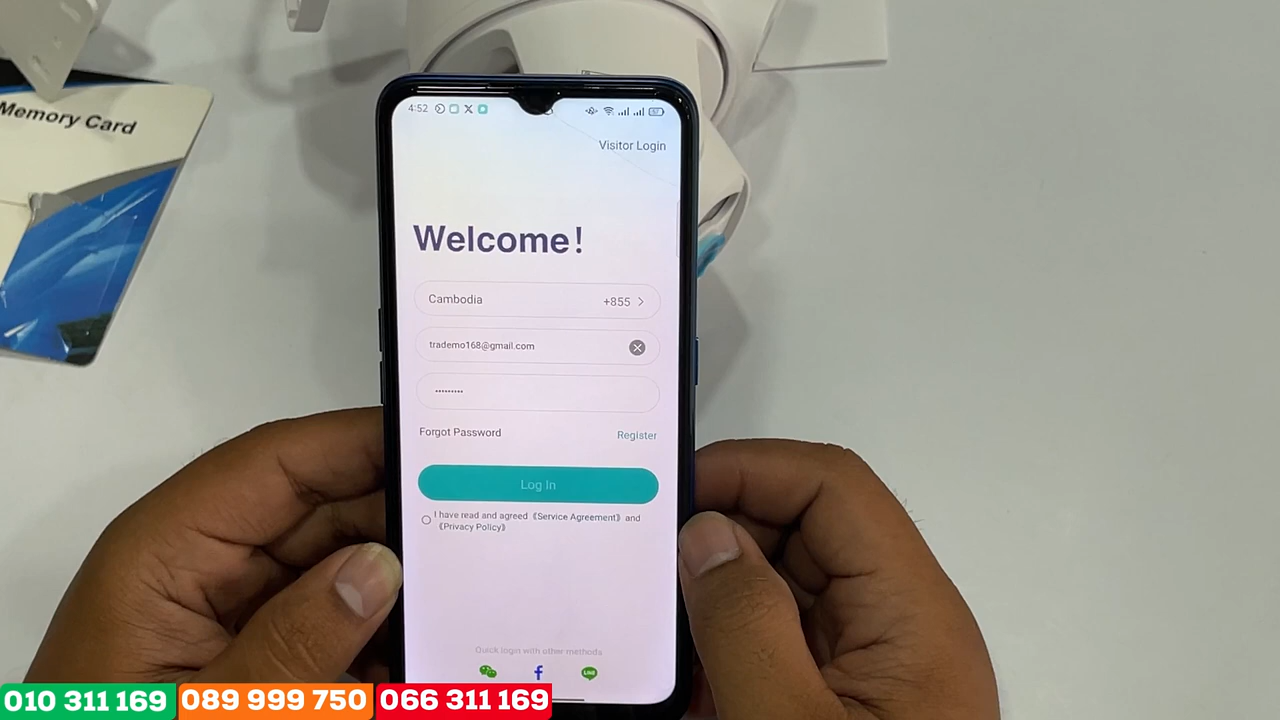 Memory Card
4:52
Visitor Login
Welcome!
Cambodia +855
trademo168@gmail.com
Forgot Password
Register
Log In
I have read and agreed 《Service Agreement》 and
《Privacy Policy》
Quick login with other methods
LINE
010 311 169
089 999 750
066 311 169